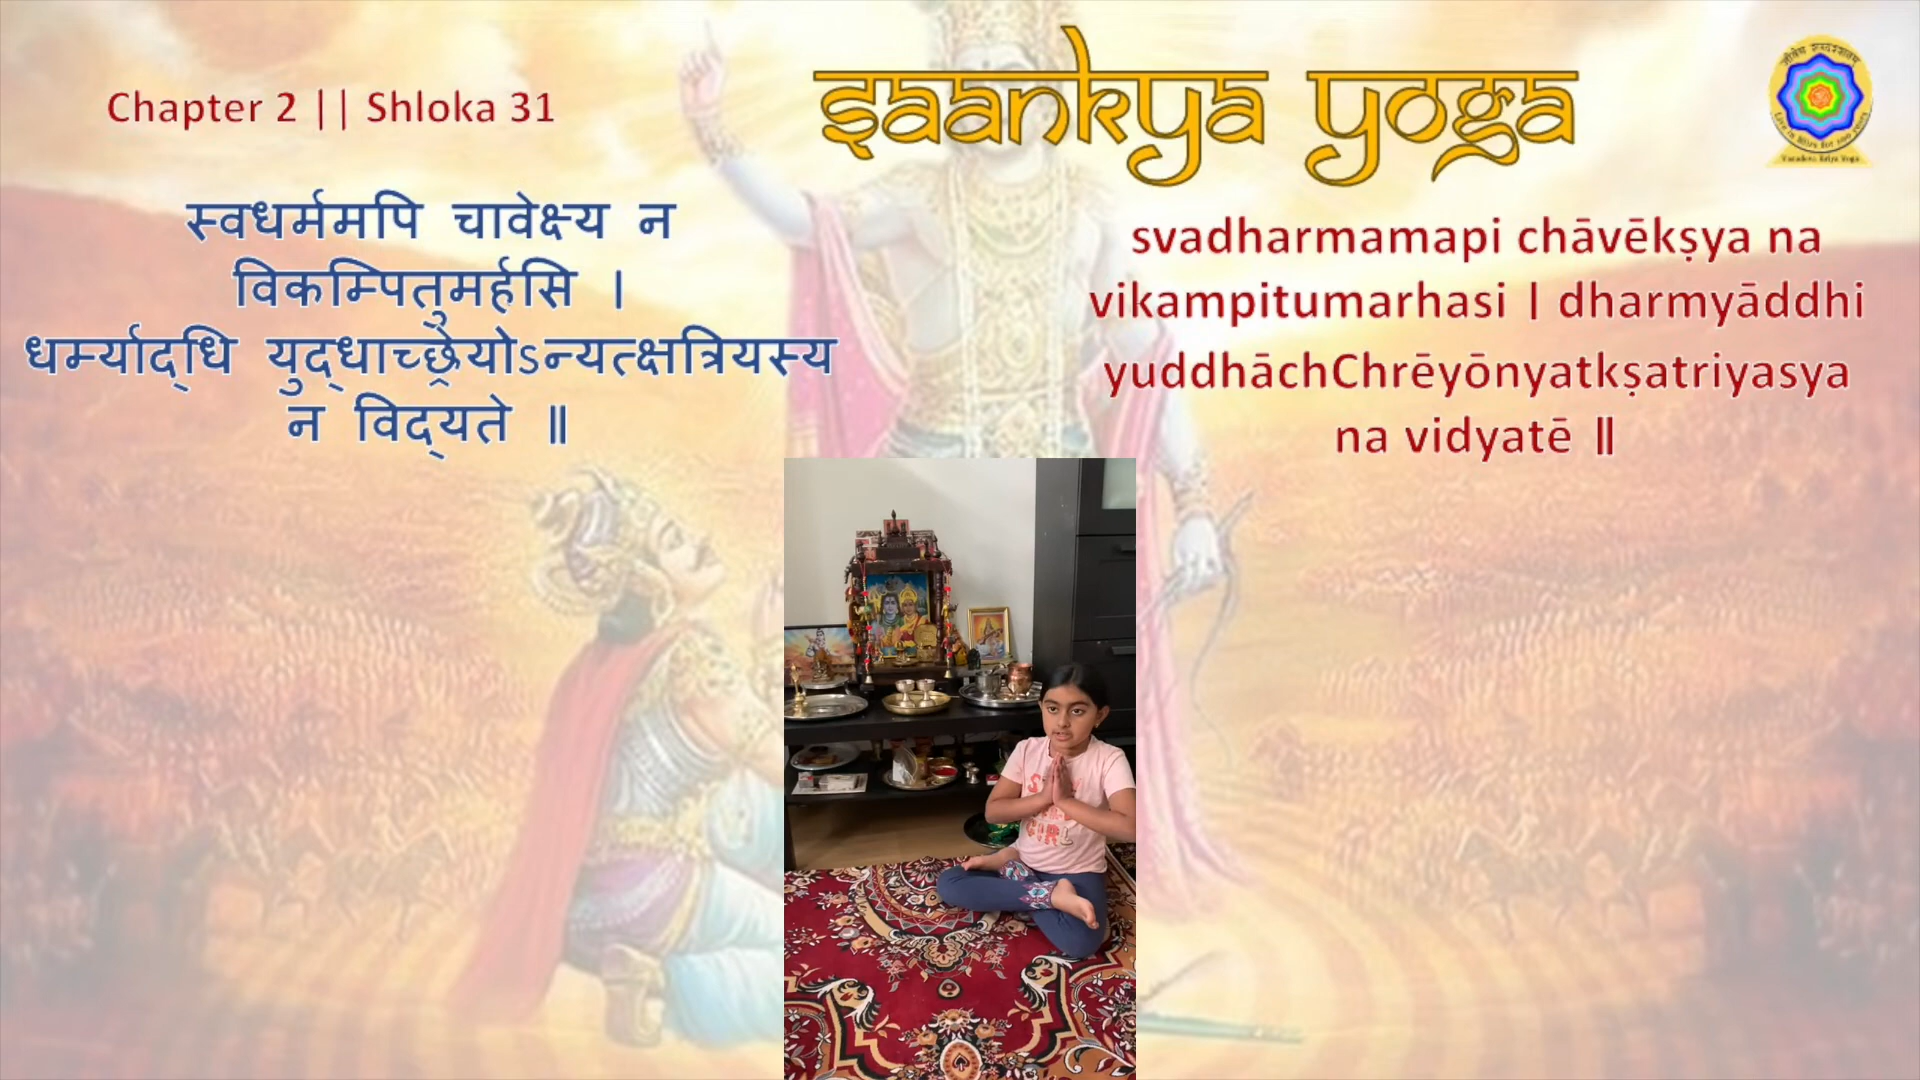 saankya yoga
Chapter 2 || Shloka 31
स्वधर्ममपि चावेक्ष्य न
विकम्पितुमर्हसि ।
धर्म्याद्धि युद्धाच्छ्रेयोऽन्यत्क्षत्रियस्य
न विद्यते ॥
svadharmamapi chāvēkṣya na
vikampitumarhasi । dharmyāddhi
yuddhāchChrēyōnyatkṣatriyasya
na vidyatē ॥